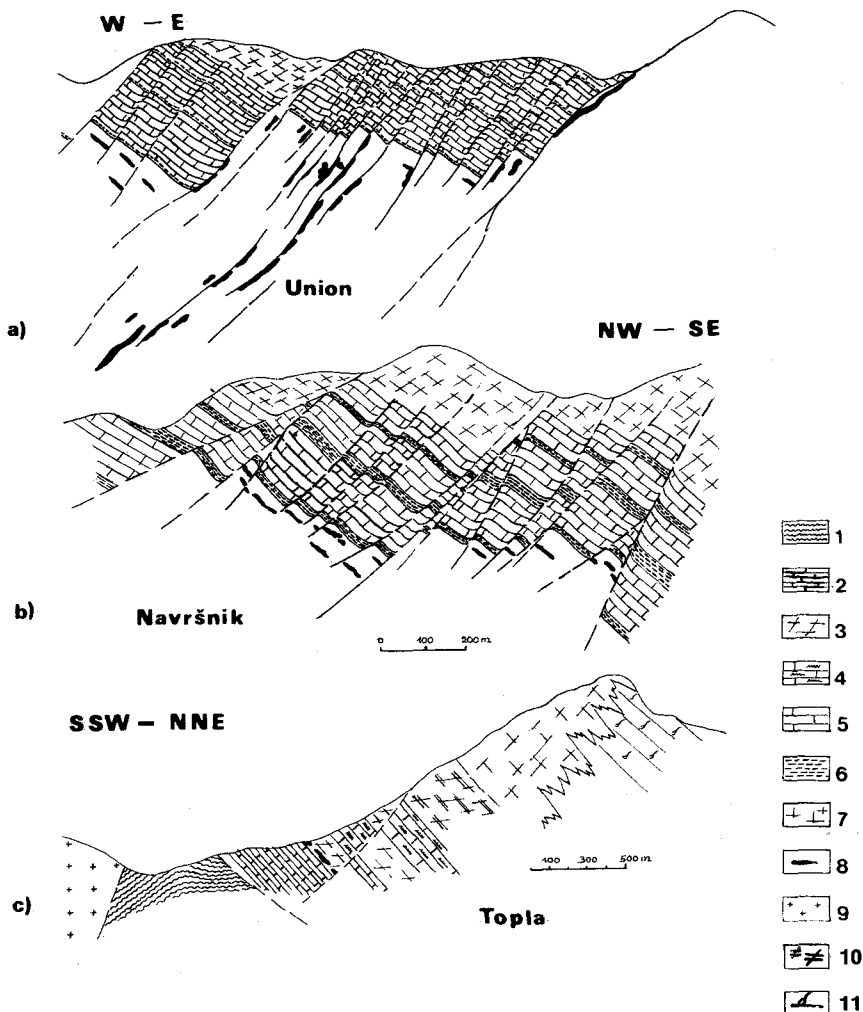 W – E
Union
a)
NW – SE
Navršnik
b)
0 100 200 m
SSW – NNE
100 300 500 m
Topla
c)
1
2
3
4
5
6
7
8
9
10
11